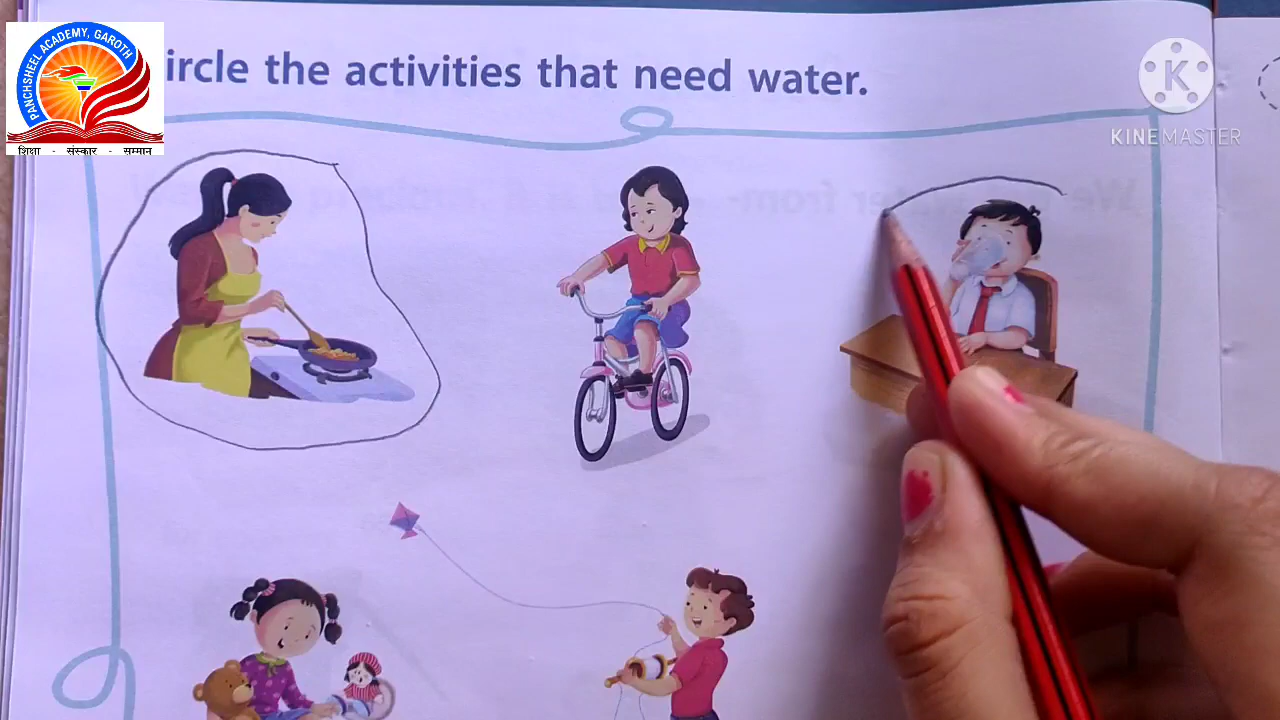 PANCHSHEEL ACADEMY, GAROTH
शिक्षा - संस्कार - सम्मान
ircle the activities that need water.
K
KINEMASTER